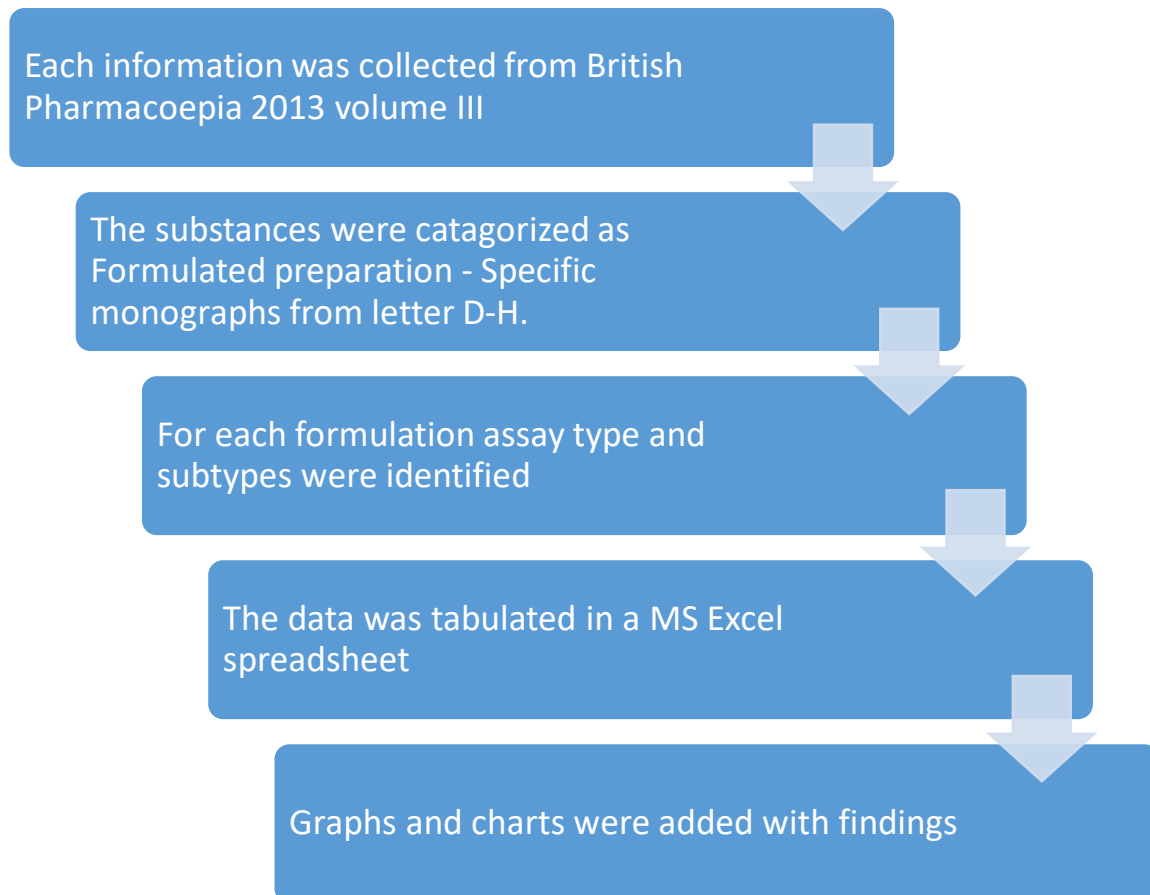 Each information was collected from British
Pharmacoepia 2013 volume III
The substances were catagorized as
Formulated preparation - Specific
monographs from letter D-H.
For each formulation assay type and
subtypes were identified
The data was tabulated in a MS Excel
spreadsheet
Graphs and charts were added with findings